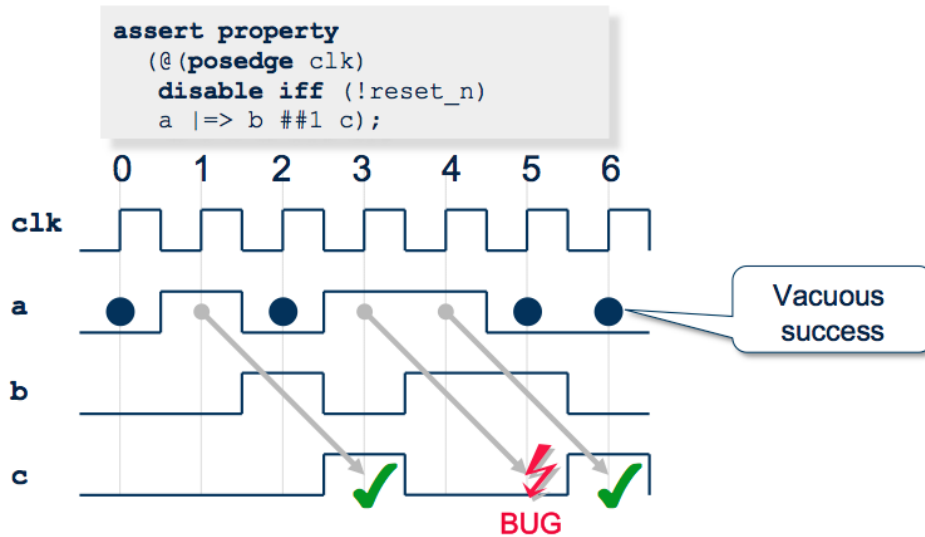 assert property
(@(posedge clk)
disable iff (!reset_n)
a |=> b ##1 c);
0 1 2 3 4 5 6
clk
a
Vacuous
success
b
c
BUG